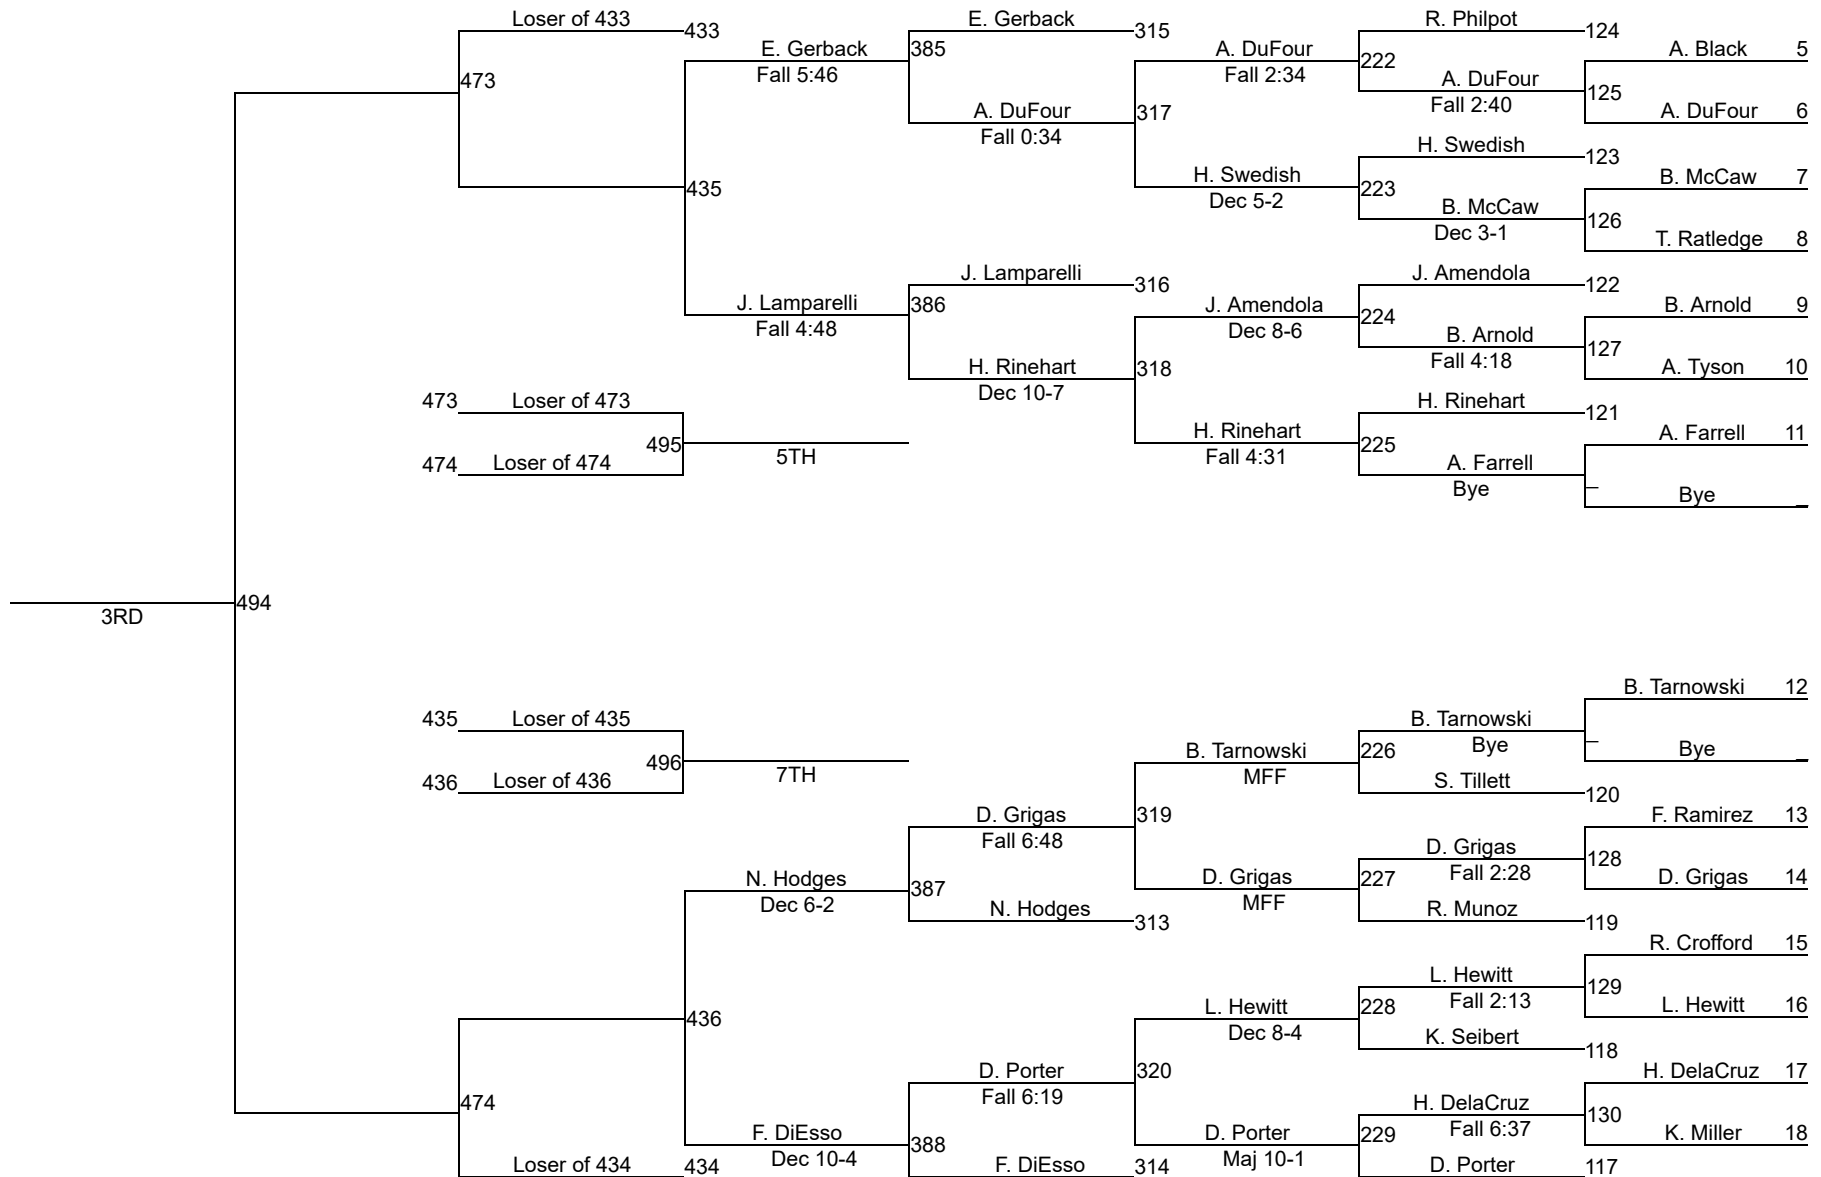 Loser of 433
433
473
E. Gerback
Fall 5:46
385
E. Gerback
315
A. DuFour
Fall 0:34
317
A. DuFour
Fall 2:34
222
R. Philpot
124
A. DuFour
Fall 2:40
125
A. Black 5
A. DuFour 6
H. Swedish
Dec 5-2
223
H. Swedish
123
B. McCaw
Dec 3-1
126
B. McCaw 7
T. Ratledge 8
435
J. Lamparelli
Fall 4:48
386
J. Lamparelli
316
H. Rinehart
Dec 10-7
318
J. Amendola
Dec 8-6
224
J. Amendola
122
B. Arnold
Fall 4:18
127
B. Arnold 9
A. Tyson 10
H. Rinehart
Fall 4:31
225
H. Rinehart
121
A. Farrell
Bye
_
A. Farrell 11
Bye _
473 Loser of 473
474 Loser of 474
495
5TH
3RD
494
435 Loser of 435
436 Loser of 436
496
7TH
B. Tarnowski 12
Bye _
B. Tarnowski
Bye
_
226
S. Tillett
120
B. Tarnowski
MFF
319
D. Grigas
Fall 6:48
D. Grigas
MFF
227
D. Grigas
Fall 2:28
128
F. Ramirez 13
D. Grigas 14
R. Munoz
119
N. Hodges
Dec 6-2
387
N. Hodges
313
436
R. Crofford 15
L. Hewitt 16
129
L. Hewitt
Fall 2:13
228
K. Seibert
118
L. Hewitt
Dec 8-4
320
D. Porter
Fall 6:19
H. DelaCruz 17
K. Miller 18
130
H. DelaCruz
Fall 6:37
229
D. Porter
117
D. Porter
Maj 10-1
474
F. DiEsso
Dec 10-4
388
F. DiEsso
314
Loser of 434
434